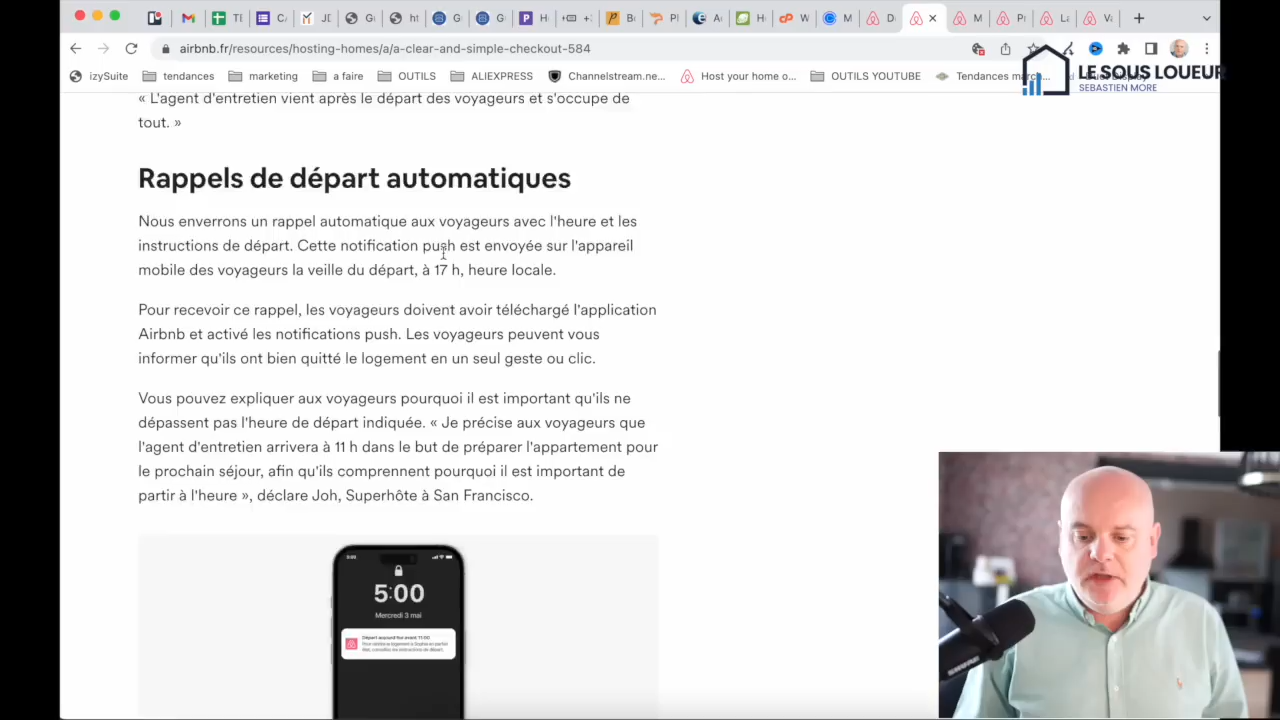 airbnb.fr/resources/hosting-homes/a/a-clear-and-simple-checkout-584
izySuite
tendances
marketing
a faire
OUTILS
ALIEXPRESS
Channelstream.ne...
Host your home o...
OUTILS YOUTUBE
Tendances
LE SOUS LOUEUR
SEBASTIEN MORE
« L'agent d'entretien vient après le départ des voyageurs et s'occupe de
tout. »
Rappels de départ automatiques
Nous enverrons un rappel automatique aux voyageurs avec l'heure et les
instructions de départ. Cette notification push est envoyée sur l'appareil
mobile des voyageurs la veille du départ, à 17 h, heure locale.
Pour recevoir ce rappel, les voyageurs doivent avoir téléchargé l'application
Airbnb et activé les notifications push. Les voyageurs peuvent vous
informer qu'ils ont bien quitté le logement en un seul geste ou clic.
Vous pouvez expliquer aux voyageurs pourquoi il est important qu'ils ne
dépassent pas l'heure de départ indiquée. « Je précise aux voyageurs que
l'agent d'entretien arrivera à 11 h dans le but de préparer l'appartement pour
le prochain séjour, afin qu'ils comprennent pourquoi il est important de
partir à l'heure », déclare Joh, Superhôte à San Francisco.
5:00
5:00
Mercredi 3 mai